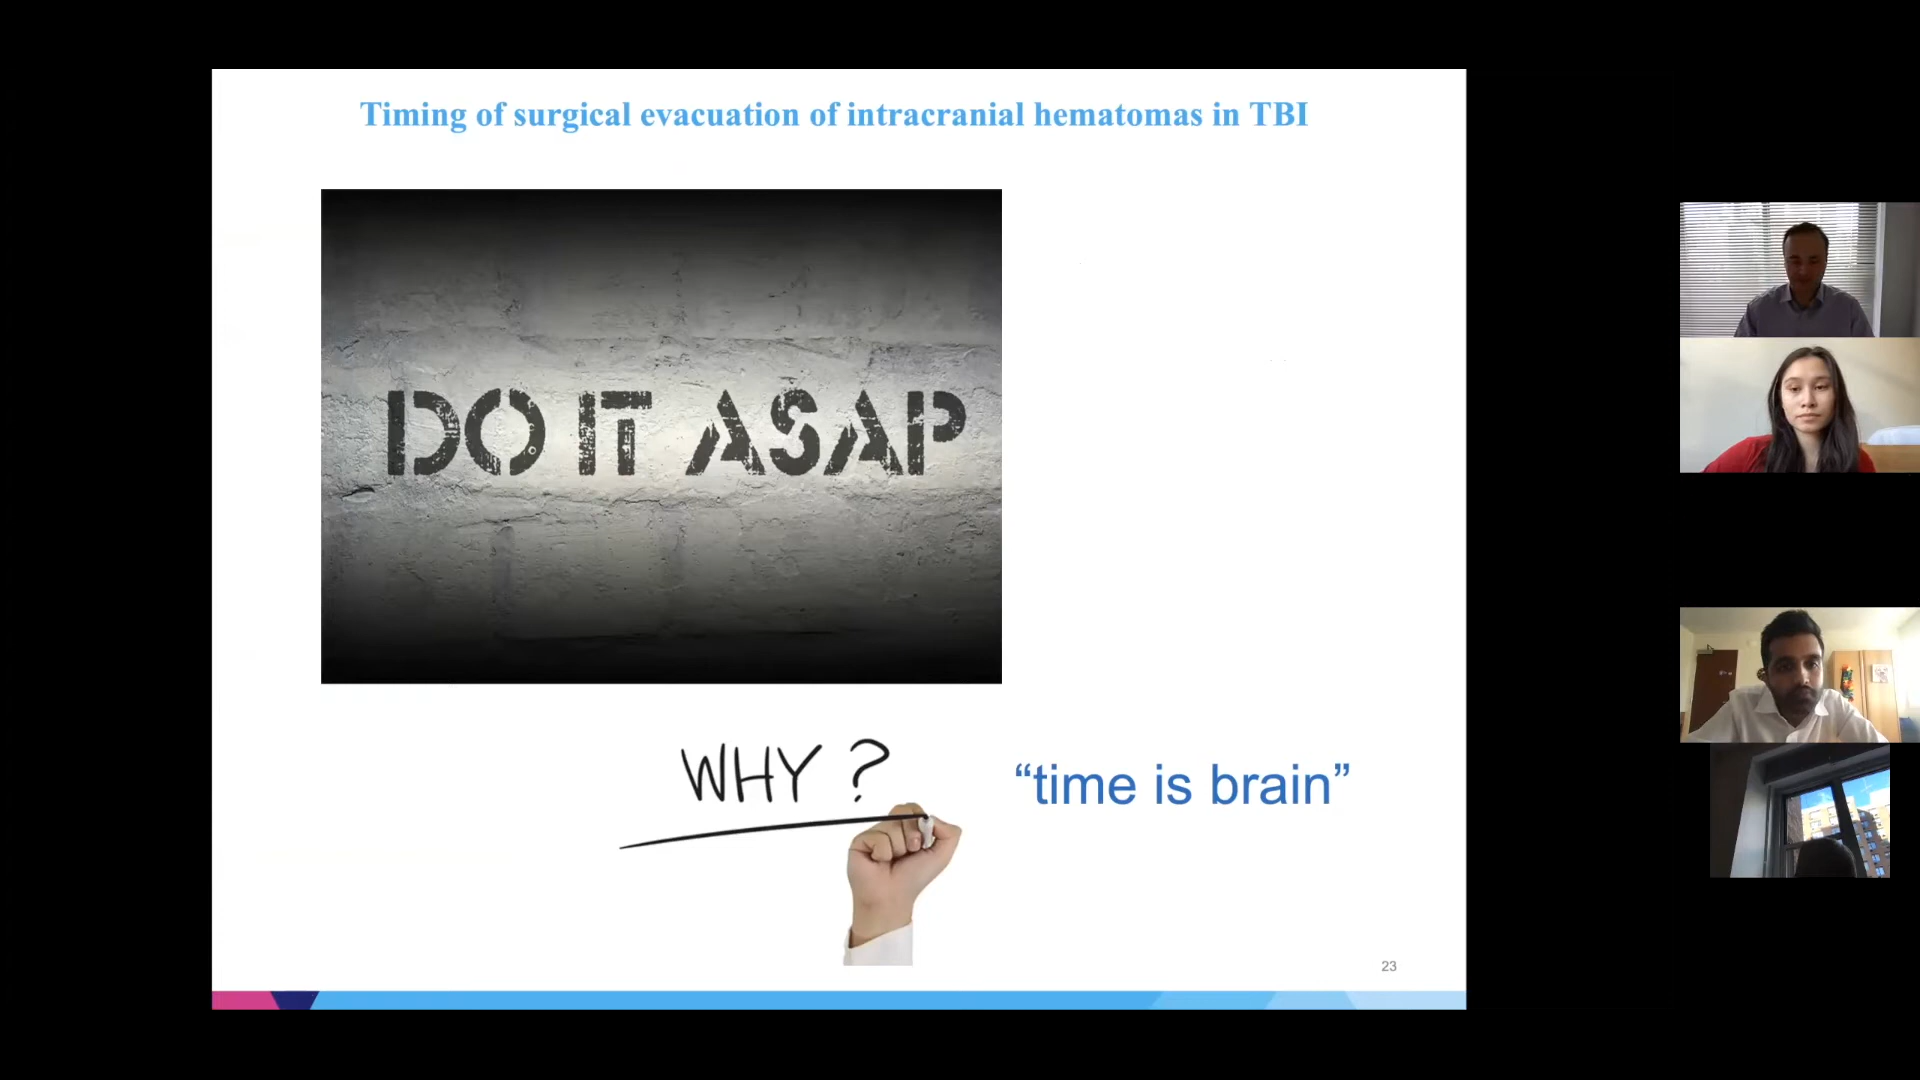 Timing of surgical evacuation of intracranial hematomas in TBI
DO IT ASAP
WHY ?
“time is brain”
23